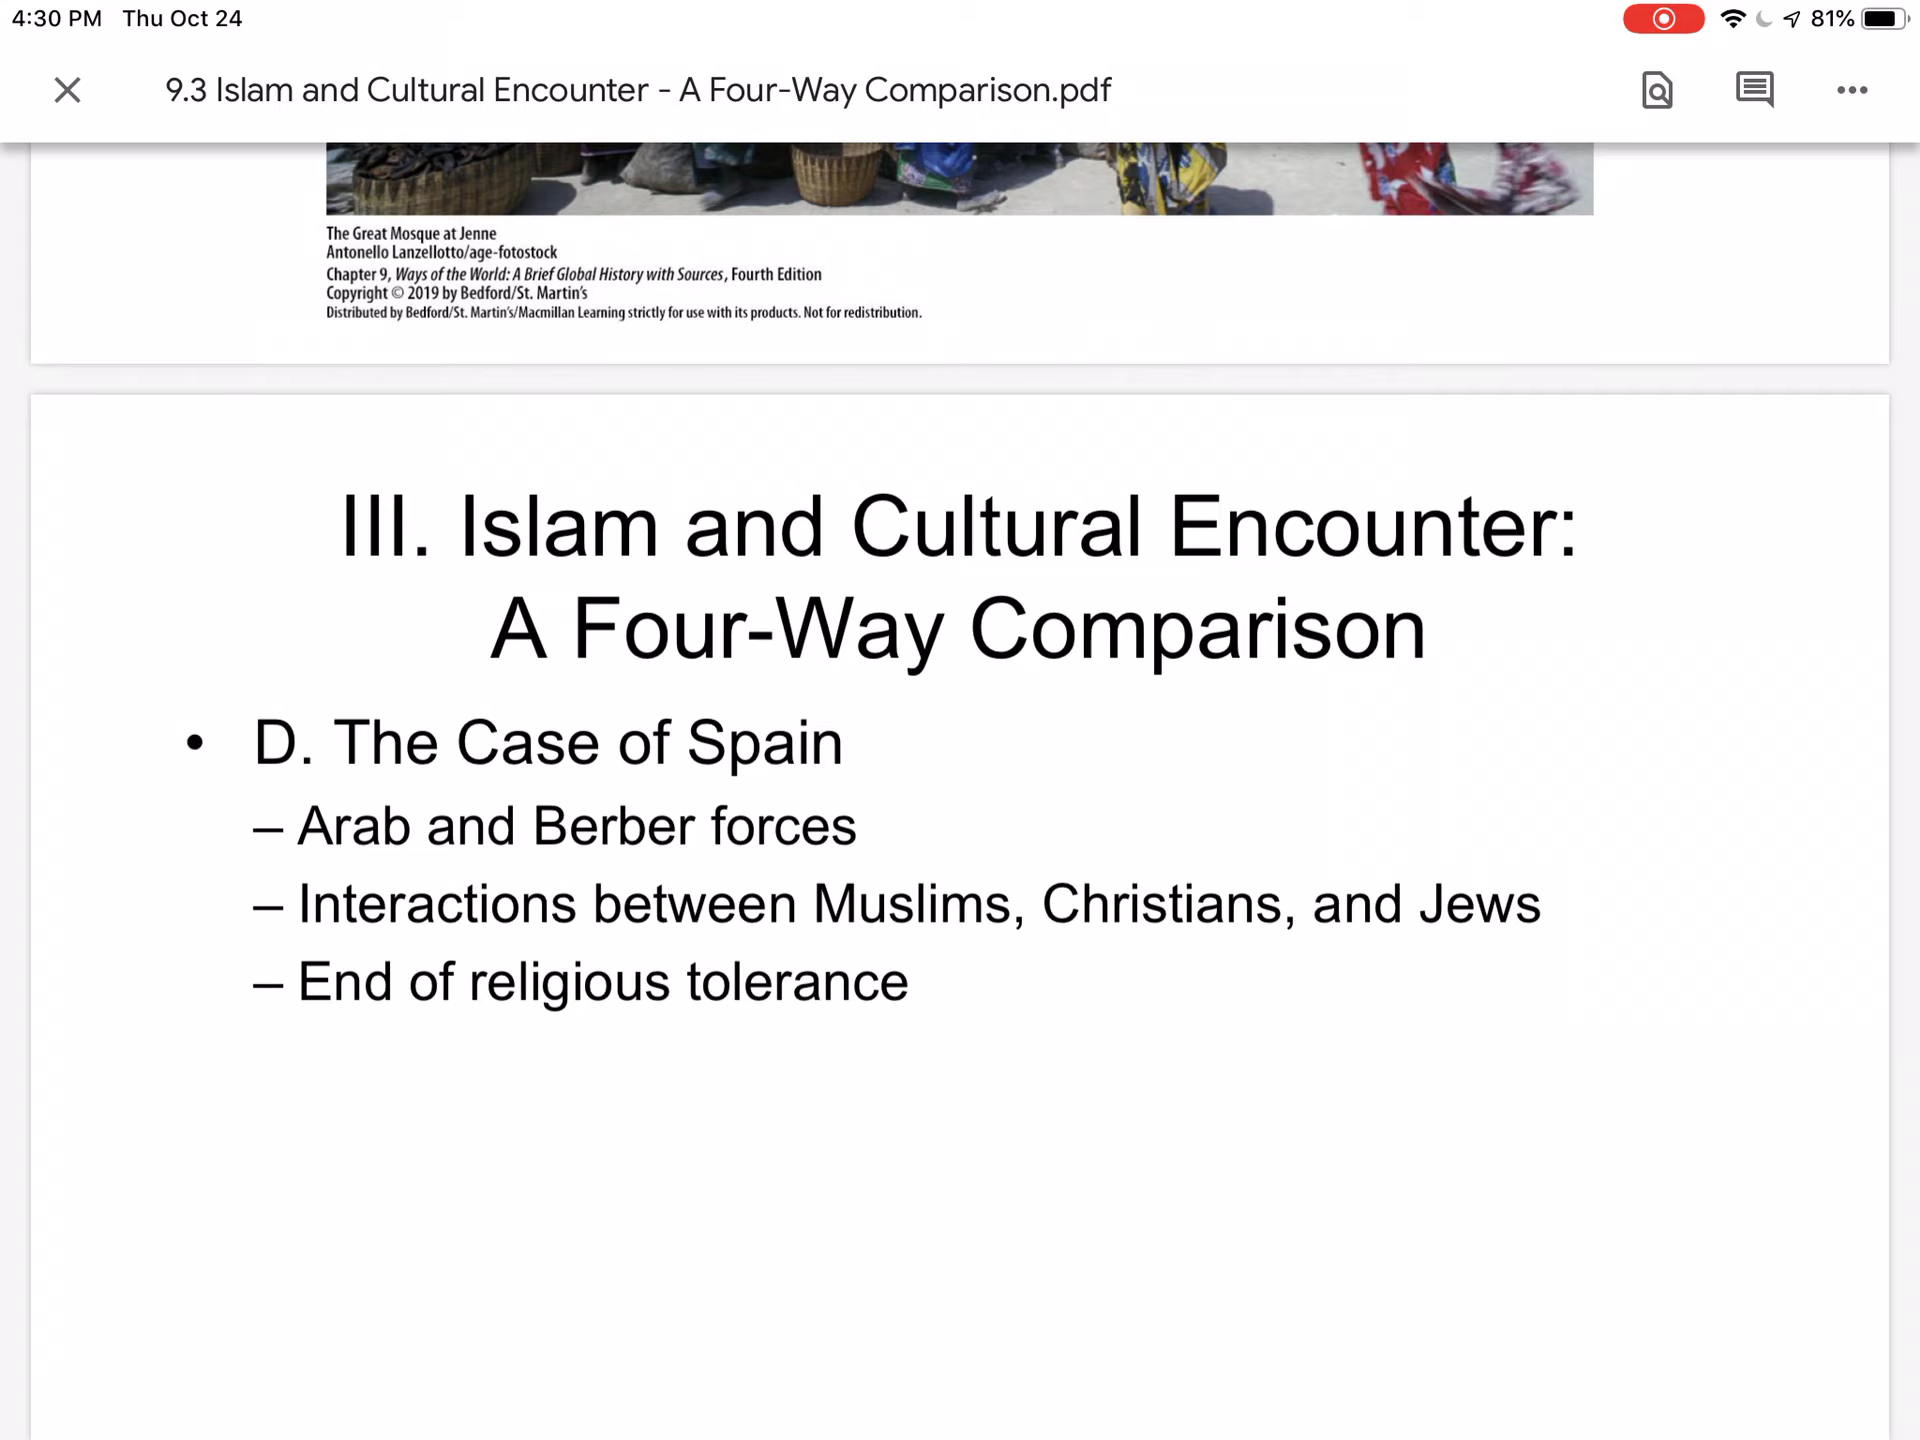 4:30 PM Thu Oct 24
81%
9.3 Islam and Cultural Encounter - A Four-Way Comparison.pdf
The Great Mosque at Jenne
Antonello Lanzellotto/age-fotostock
Chapter 9, Ways of the World: A Brief Global History with Sources, Fourth Edition
Copyright © 2019 by Bedford/St. Martin's
Distributed by Bedford/St. Martin's/Macmillan Learning strictly for use with its products. Not for redistribution.
III. Islam and Cultural Encounter:
A Four-Way Comparison
• D. The Case of Spain
– Arab and Berber forces
– Interactions between Muslims, Christians, and Jews
– End of religious tolerance